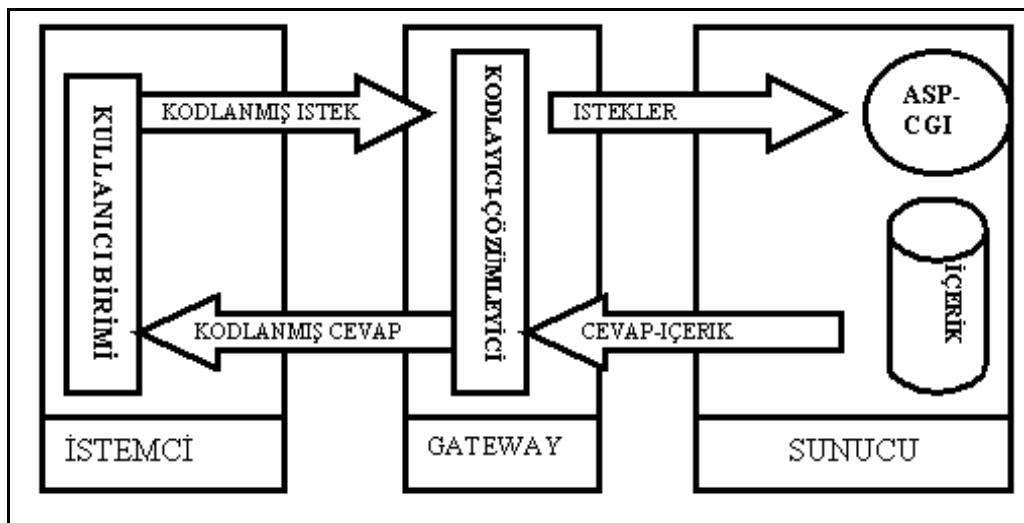 KULLANICI BİRİMİ
KODLANMIŞ ISTEK
KODLANMIŞ CEVAP
İSTEMCİ
KODLAYICI-ÇÖZÜMLEYİCİ
GATEWAY
ISTEKLER
CEVAP-IÇERIK
ASP-
CGI
İÇERİK
SUNUCU